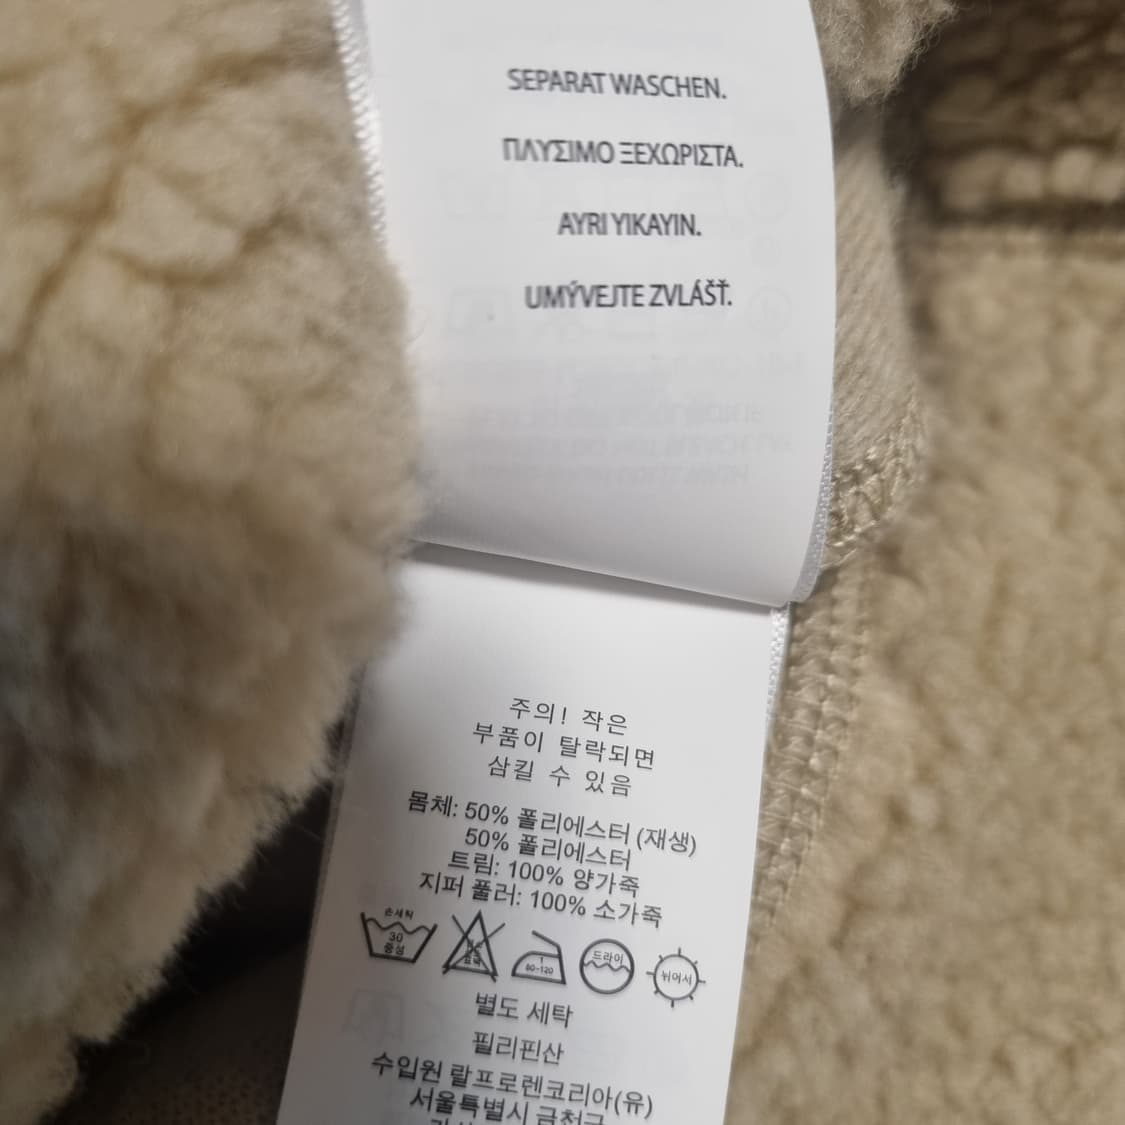 SEPARAT WASCHEN.
ΠΛΥΣΙΜΟ ΞΕΧΩΡΙΣΤΑ.
AYRI YIKAYIN.
UMÝVEJTE ZVLÁŠŤ.
주의! 작은
부품이 탈락되면
삼킬 수 있음
몸체: 50% 폴리에스터 (재생)
50% 폴리에스터
트림: 100% 양가죽
지퍼 풀러: 100% 소가죽
손세탁 30 중성
1 80-120
드라이
뉘어서
별도 세탁
필리핀산
수입원 랄프로렌코리아(유)
서울특별시 금천구